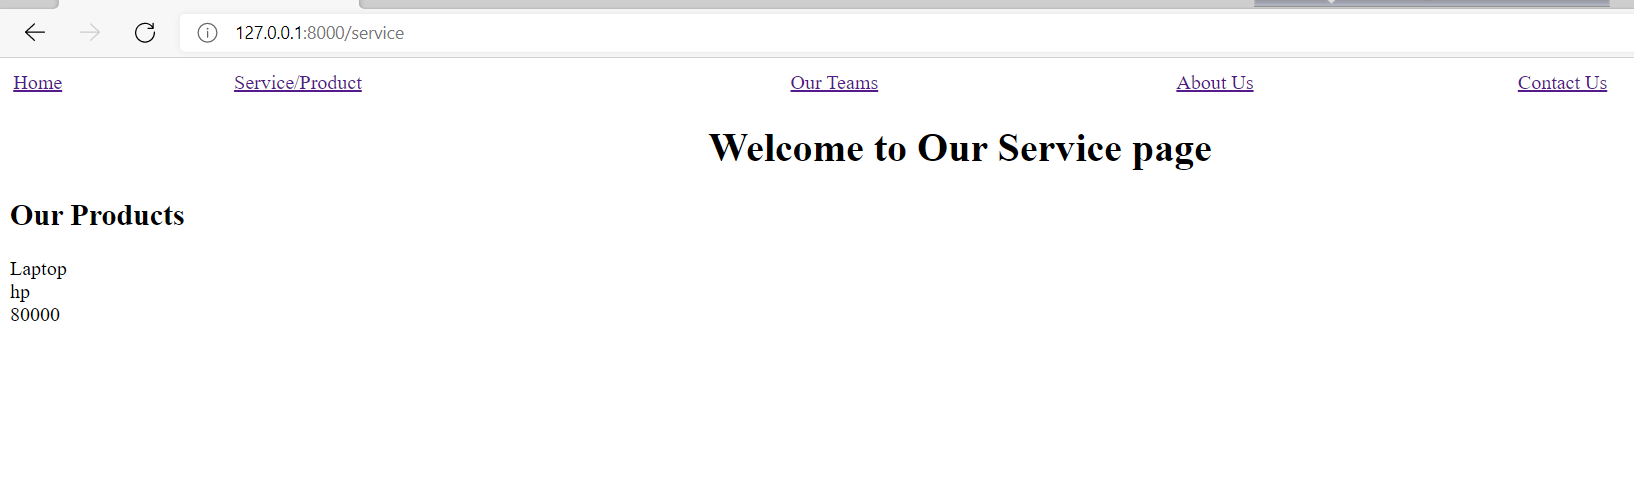 127.0.0.1:8000/service
Home Service/Product Our Teams About Us Contact Us
Welcome to Our Service page
Our Products
Laptop
hp
80000